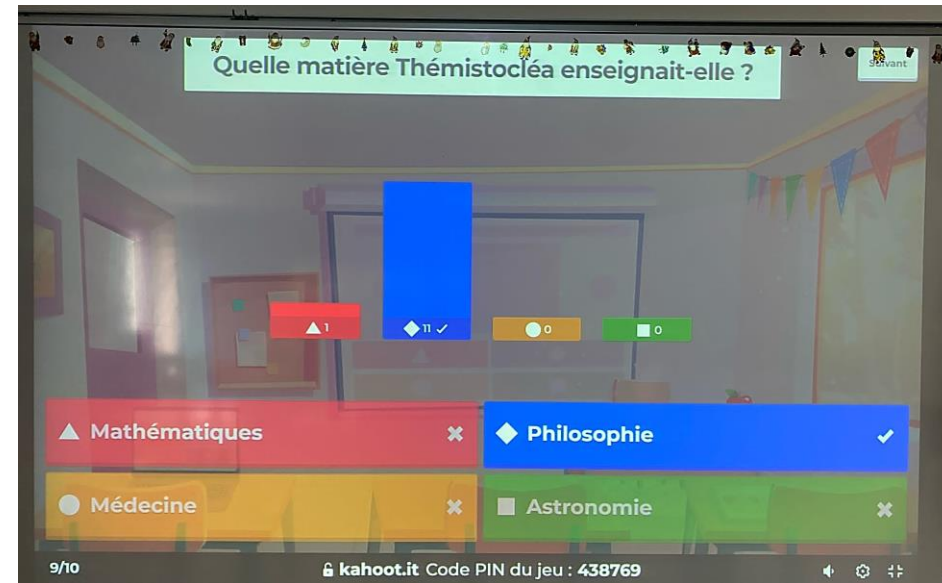 Quelle matière Thémistocléa enseignait-elle ?
Suivant
1
11
0
0
Mathématiques
Philosophie
Médecine
Astronomie
9/10
kahoot.it Code PIN du jeu : 438769